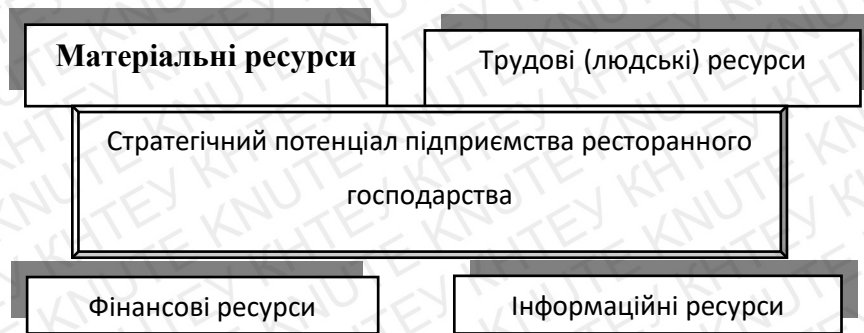 Матеріальні ресурси
Трудові (людські) ресурси
Стратегічний потенціал підприємства ресторанного
господарства
Фінансові ресурси
Інформаційні ресурси